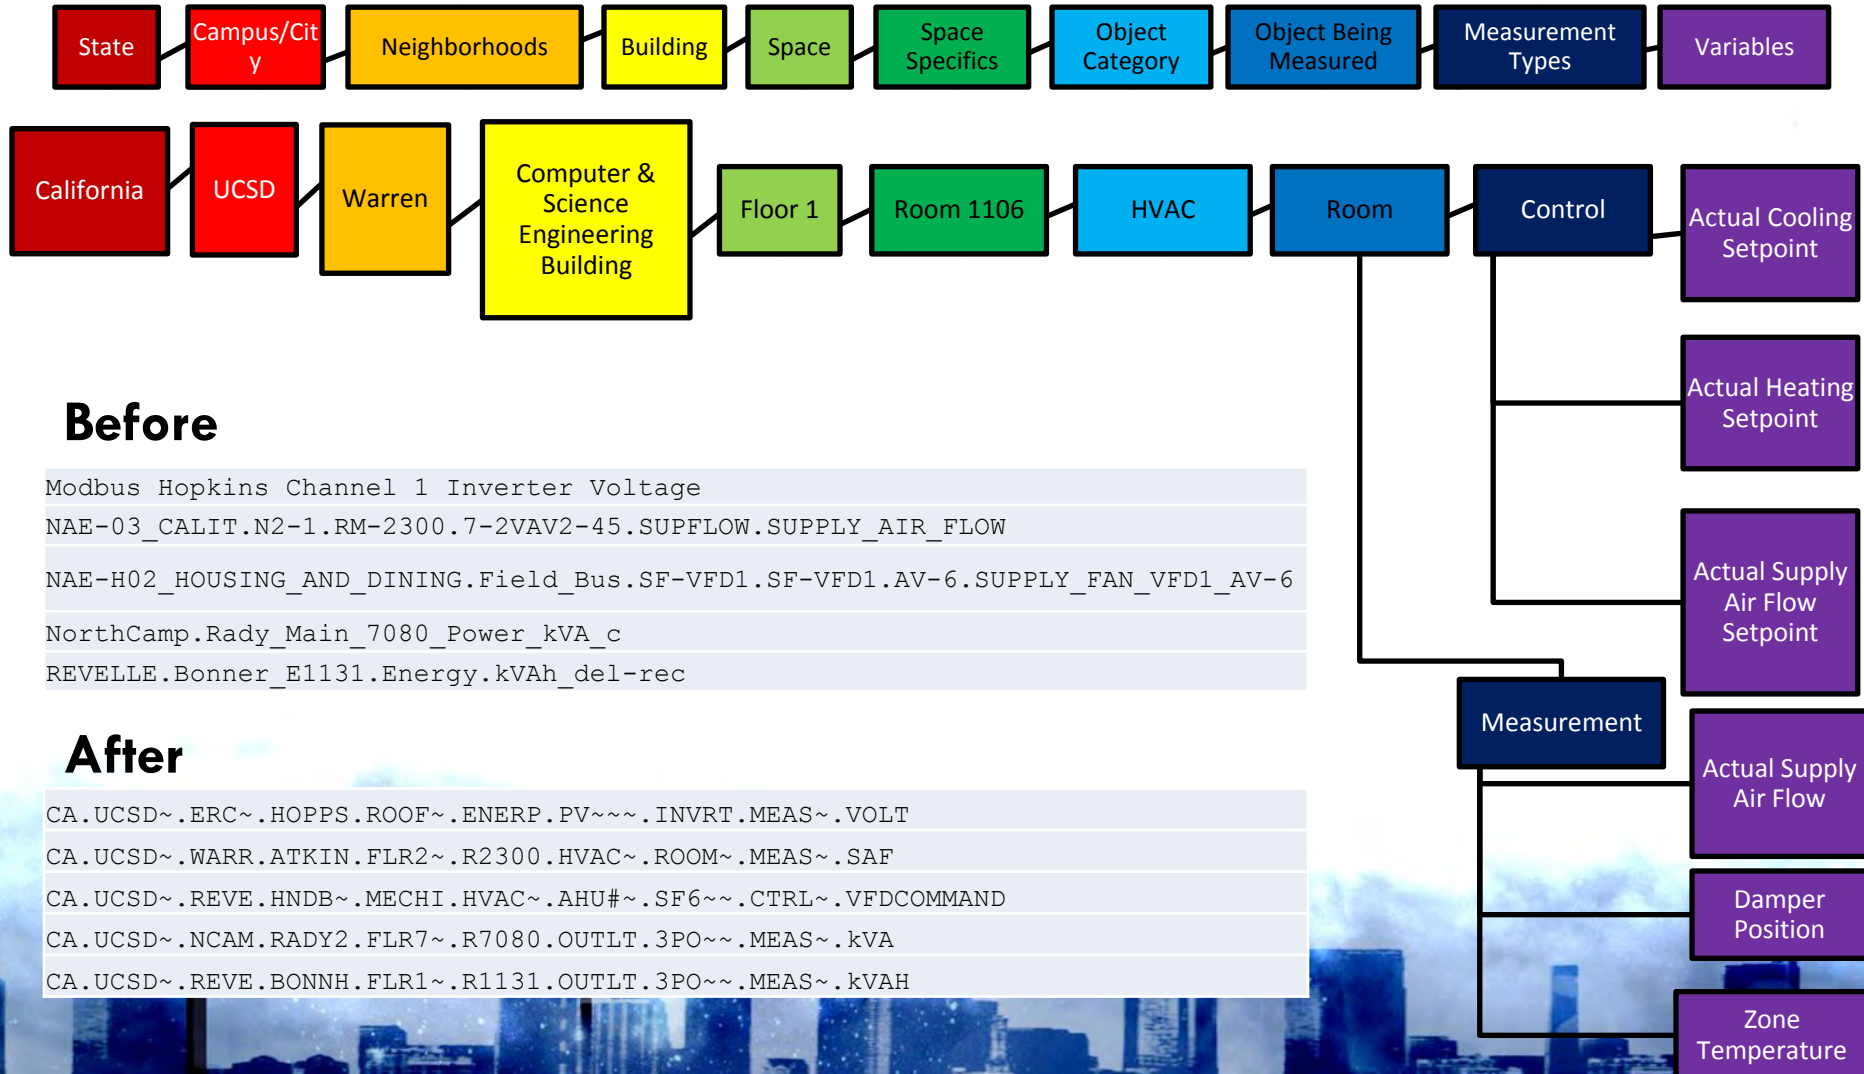 State
Campus/Cit
y
Neighborhoods
Building
Space
Space
Specifics
Object
Category
Object Being
Measured
Measurement
Types
Variables
California
UCSD
Warren
Computer &
Science
Engineering
Building
Floor 1
Room 1106
HVAC
Room
Control
Actual Cooling
Setpoint
Actual Heating
Setpoint
Actual Supply
Air Flow
Setpoint
Measurement
Actual Supply
Air Flow
Damper
Position
Zone
Temperature
Before
Modbus Hopkins Channel 1 Inverter Voltage
NAE-03_CALIT.N2-1.RM-2300.7-2VAV2-45.SUPFLOW.SUPPLY_AIR_FLOW
NAE-H02_HOUSING_AND_DINING.Field_Bus.SF-VFD1.SF-VFD1.AV-6.SUPPLY_FAN_VFD1_AV-6
NorthCamp.Rady_Main_7080_Power_kVA_c
REVELLE.Bonner_E1131.Energy.kVAh_del-rec
After
CA.UCSD~.ERC~.HOPPS.ROOF~.ENERP.PV~~~.INVRT.MEAS~.VOLT
CA.UCSD~.WARR.ATKIN.FLR2~.R2300.HVAC~.ROOM~.MEAS~.SAF
CA.UCSD~.REVE.HNDB~.MECHI.HVAC~.AHU#~.SF6~~.CTRL~.VFDCOMMAND
CA.UCSD~.NCAM.RADY2.FLR7~.R7080.OUTLT.3PO~~.MEAS~.kVA
CA.UCSD~.REVE.BONNH.FLR1~.R1131.OUTLT.3PO~~.MEAS~.kVAH